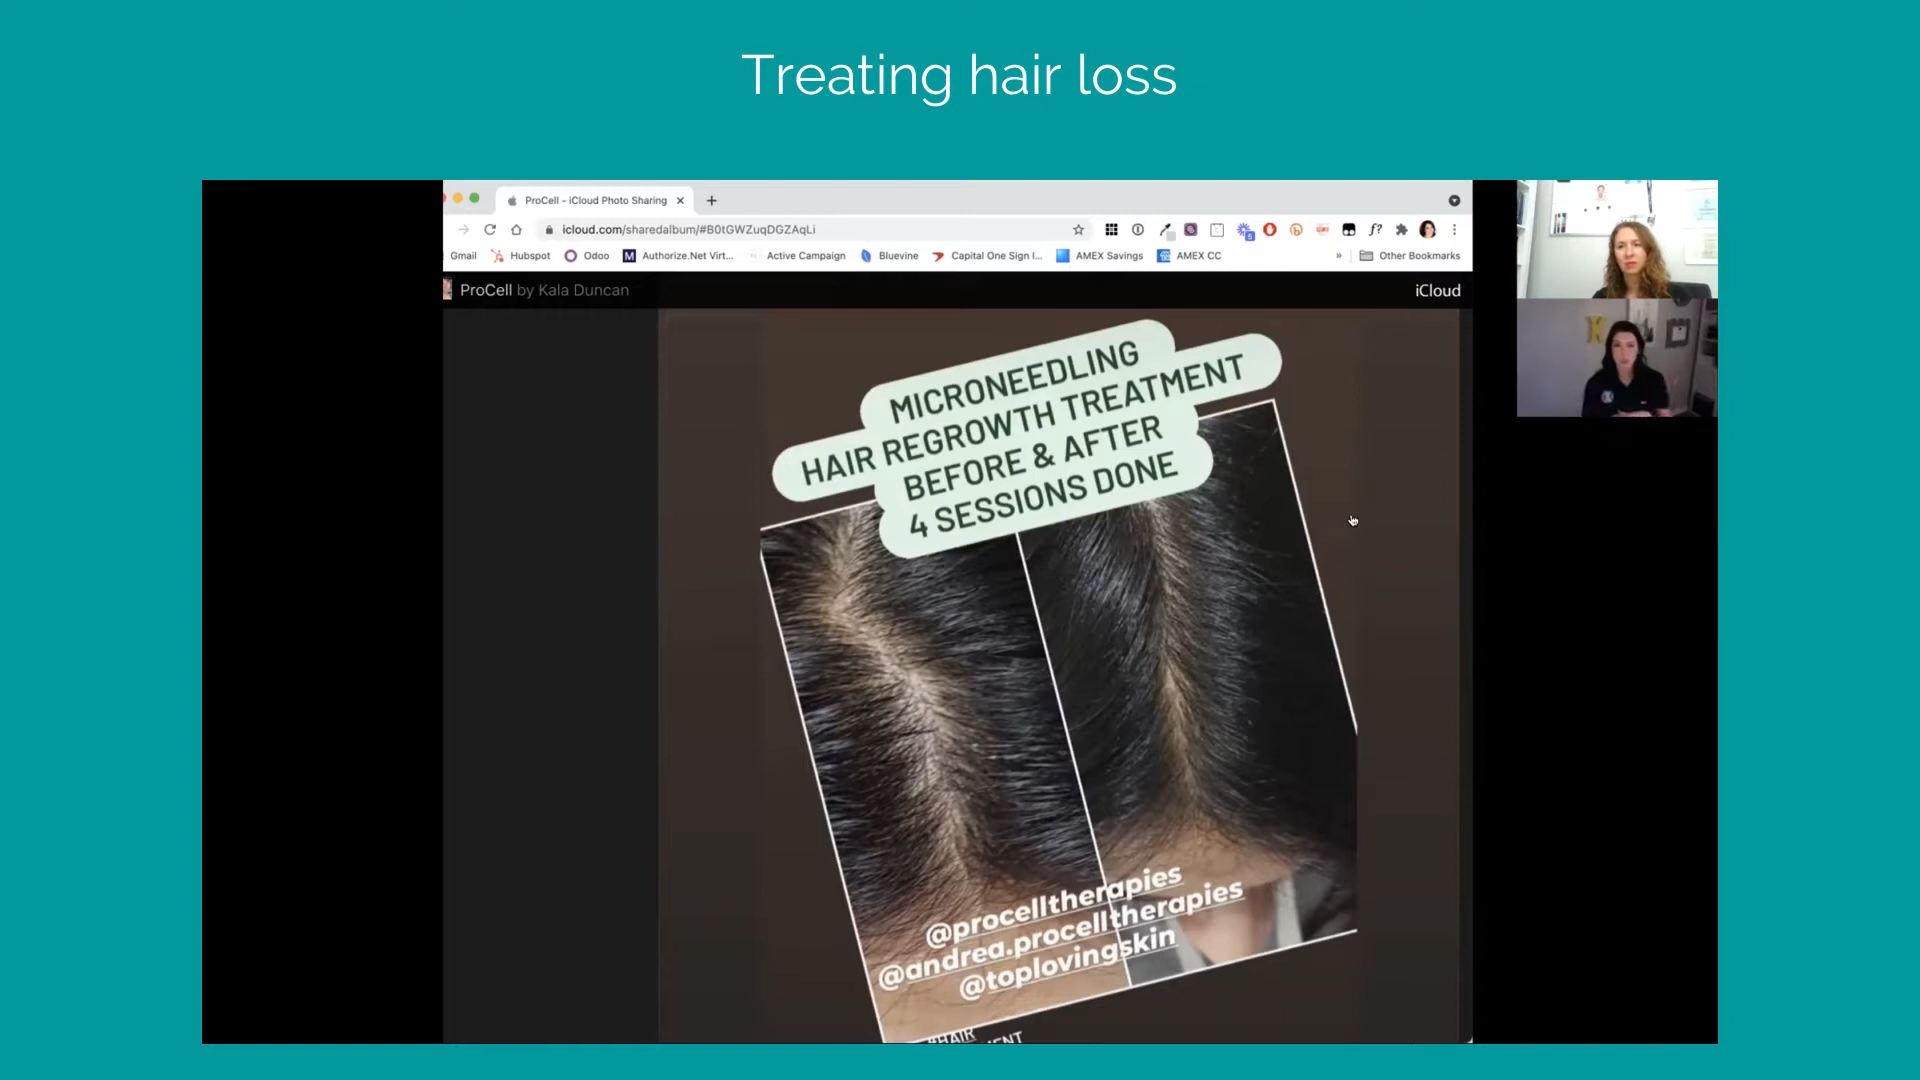 Treating hair loss
ProCell - iCloud Photo Sharing
icloud.com/sharedalbum/#B0tGWZuqDGZAqLi
f?
Gmail
Hubspot
Odoo
Authorize.Net Virt...
Active Campaign
Bluevine
Capital One Sign I...
AMEX Savings
AMEX CC
»
Other Bookmarks
ProCell by Kala Duncan
iCloud
MICRONEEDLING
HAIR REGROWTH TREATMENT
BEFORE & AFTER
4 SESSIONS DONE
@procelltherapies
@andrea.procelltherapies
@toplovingskin
#HAIR